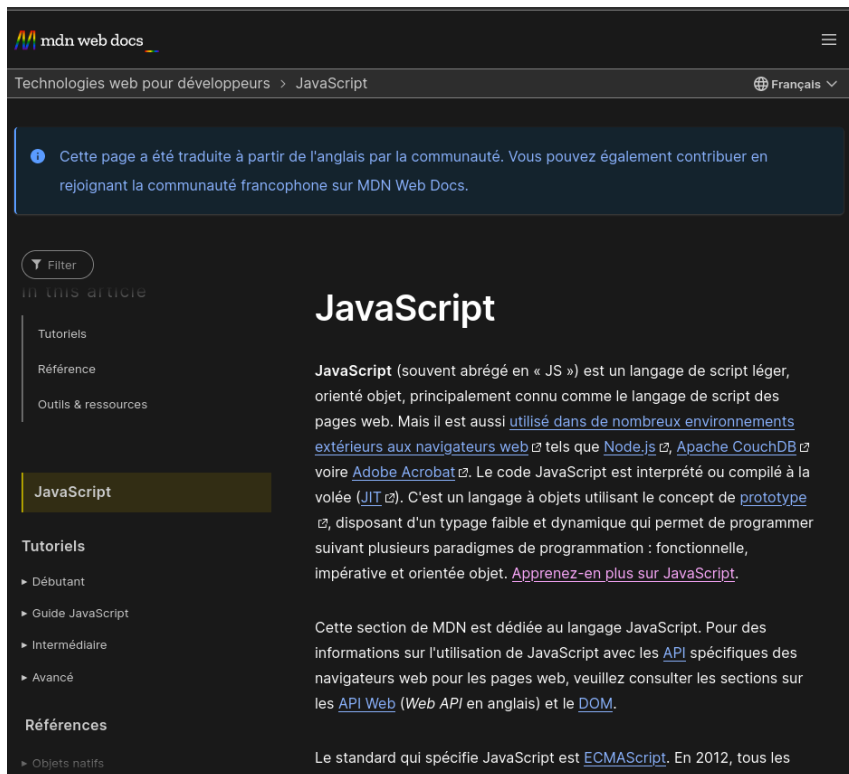 mdn web docs_
Technologies web pour développeurs > JavaScript
Français
Cette page a été traduite à partir de l'anglais par la communauté. Vous pouvez également contribuer en
rejoignant la communauté francophone sur MDN Web Docs.
Filter
In this article
Tutoriels
Référence
Outils & ressources
JavaScript
Tutoriels
Débutant
Guide JavaScript
Intermédiaire
Avancé
Références
Objets natifs
JavaScript
JavaScript (souvent abrégé en « JS ») est un langage de script léger,
orienté objet, principalement connu comme le langage de script des
pages web. Mais il est aussi utilisé dans de nombreux environnements
extérieurs aux navigateurs web tels que Node.js, Apache CouchDB
voire Adobe Acrobat. Le code JavaScript est interprété ou compilé à la
volée (JIT). C'est un langage à objets utilisant le concept de prototype
, disposant d'un typage faible et dynamique qui permet de programmer
suivant plusieurs paradigmes de programmation : fonctionnelle,
impérative et orientée objet. Apprenez-en plus sur JavaScript.
Cette section de MDN est dédiée au langage JavaScript. Pour des
informations sur l'utilisation de JavaScript avec les API spécifiques des
navigateurs web pour les pages web, veuillez consulter les sections sur
les API Web (Web API en anglais) et le DOM.
Le standard qui spécifie JavaScript est ECMAScript. En 2012, tous les